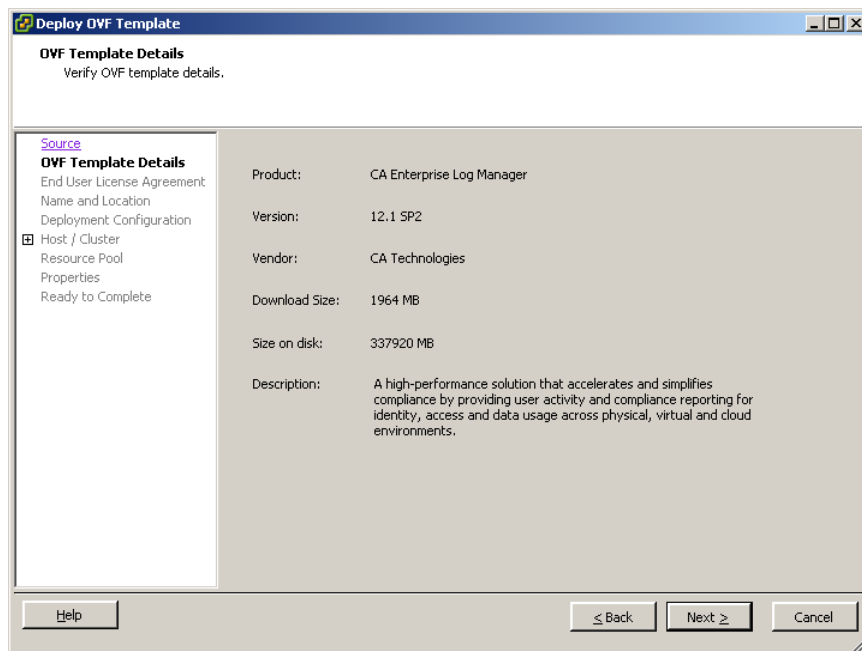 Deploy OVF Template
OVF Template Details
Verify OVF template details.
Source
OVF Template Details
End User License Agreement
Name and Location
Deployment Configuration
Host / Cluster
Resource Pool
Properties
Ready to Complete
Product: CA Enterprise Log Manager
Version: 12.1 SP2
Vendor: CA Technologies
Download Size: 1964 MB
Size on disk: 337920 MB
Description: A high-performance solution that accelerates and simplifies
compliance by providing user activity and compliance reporting for
identity, access and data usage across physical, virtual and cloud
environments.
Help
≤ Back
Next ≥
Cancel